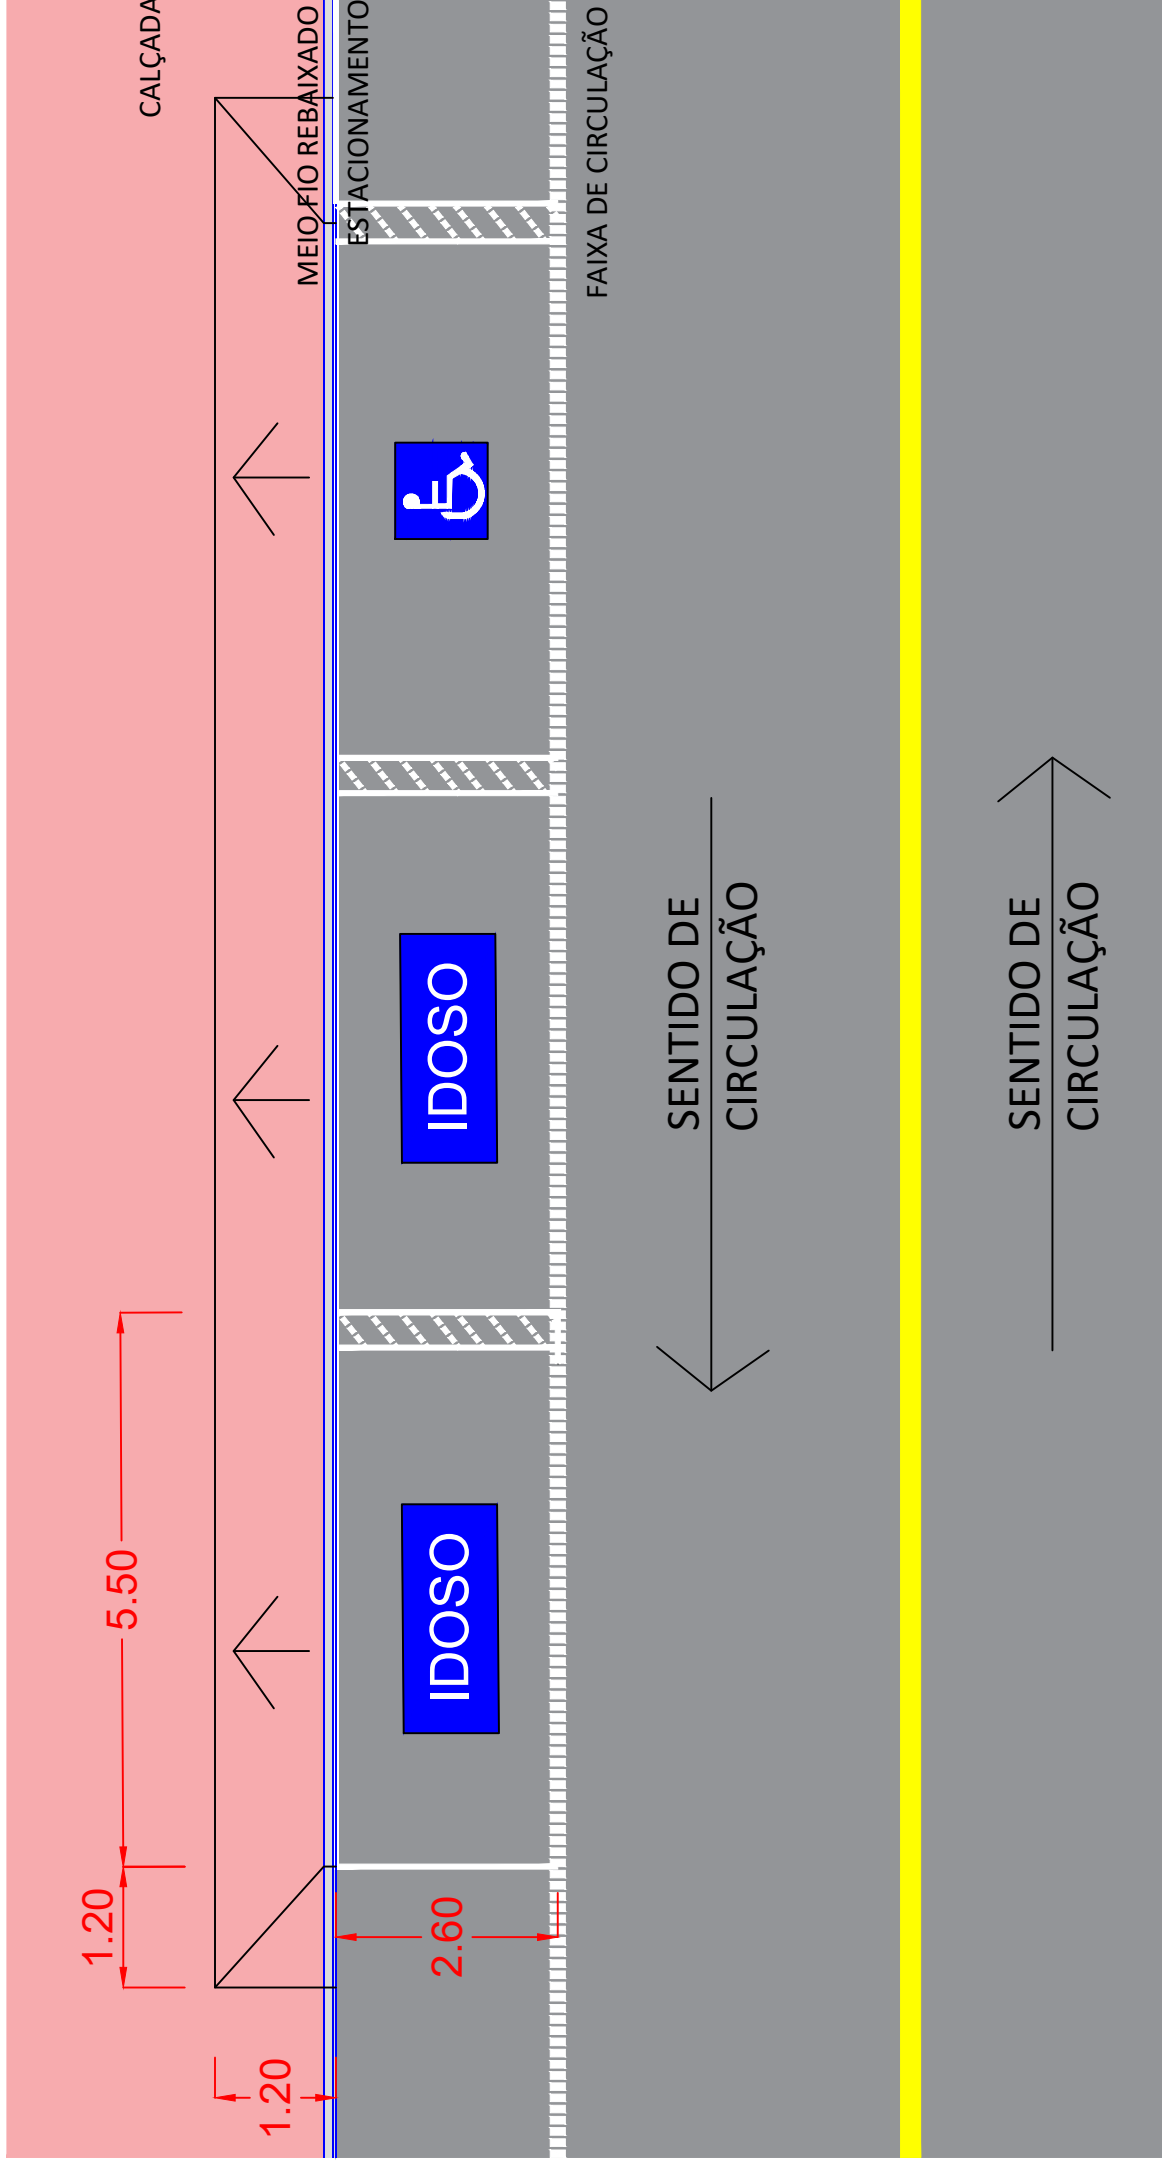 CALÇADA
MEIO FIO REBAIXADO
ESTACIONAMENTO
FAIXA DE CIRCULAÇÃO
IDOSO
SENTIDO DE
CIRCULAÇÃO
SENTIDO DE
CIRCULAÇÃO
5.50
IDOSO
1.20
2.60
1.20